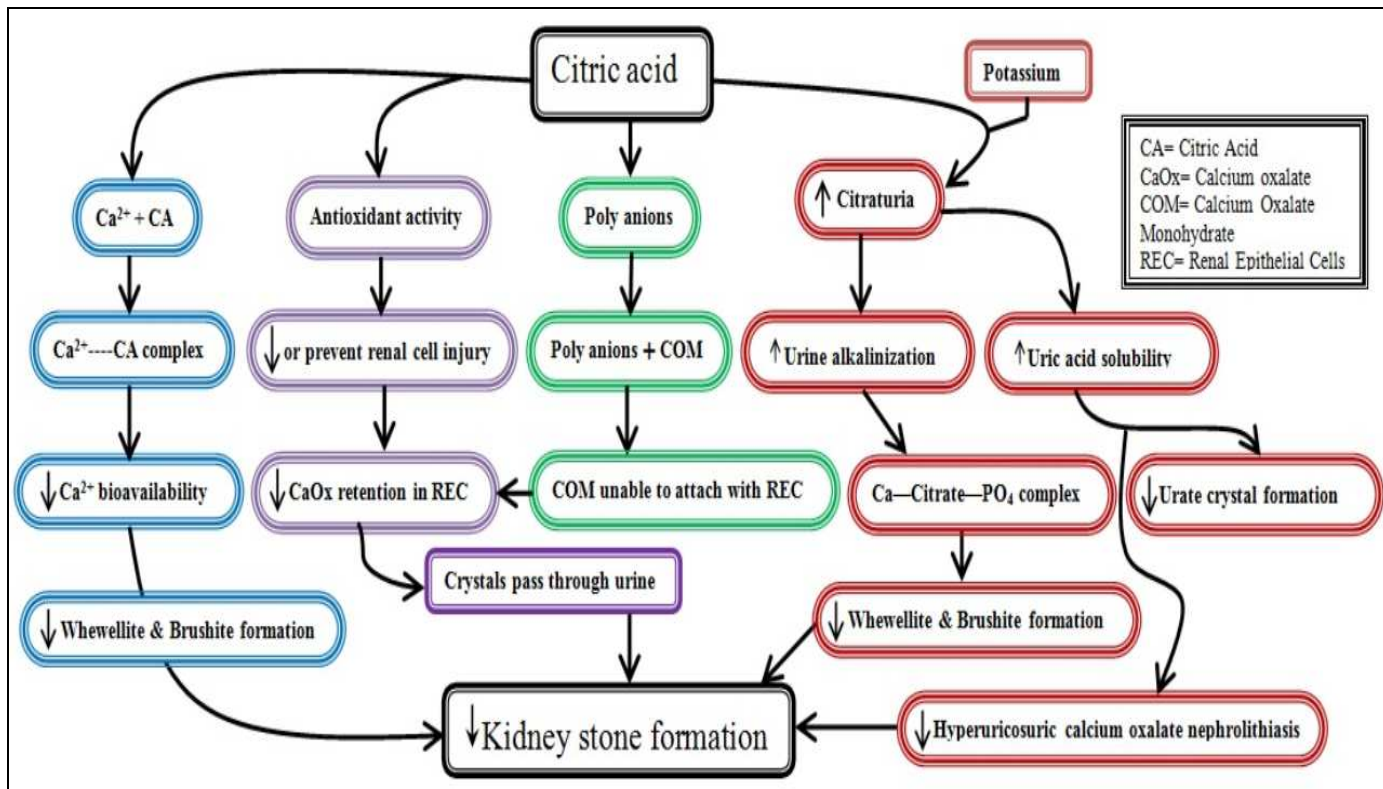 Citric acid
Potassium
CA= Citric Acid
CaOx= Calcium oxalate
COM= Calcium Oxalate
Monohydrate
REC= Renal Epithelial Cells
Ca²⁺ + CA
Antioxidant activity
Poly anions
↑ Citraturia
Ca²⁺----CA complex
↓ or prevent renal cell injury
Poly anions + COM
↑ Urine alkalinization
↑ Uric acid solubility
↓ Ca²⁺ bioavailability
↓ CaOx retention in REC
COM unable to attach with REC
Ca—Citrate—PO₄ complex
↓ Urate crystal formation
Crystals pass through urine
↓ Whewellite & Brushite formation
↓ Whewellite & Brushite formation
↓ Kidney stone formation
↓ Hyperuricosuric calcium oxalate nephrolithiasis